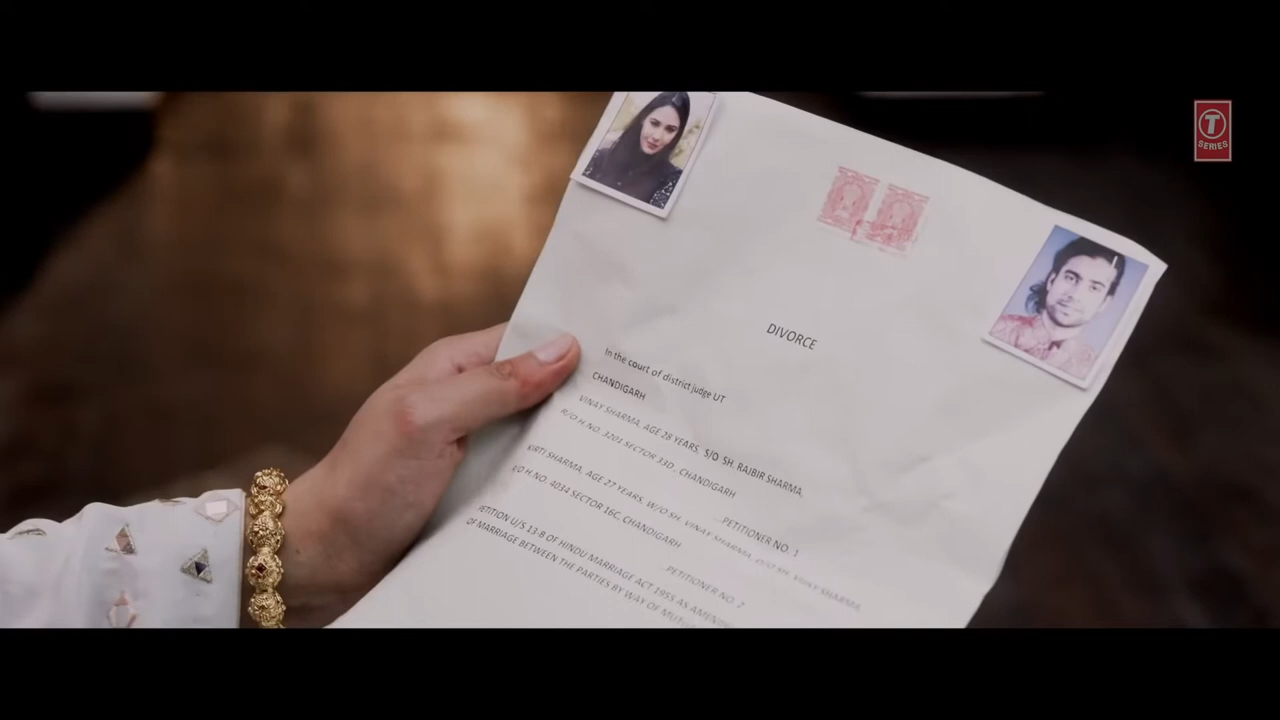 T
SERIES
DIVORCE
In the court of district judge UT
CHANDIGARH
VINAY SHARMA, AGE 28 YEARS, S/O SH. RAJBIR SHARMA,
R/O H.NO. 3201 SECTOR 33D, CHANDIGARH
...PETITIONER NO. 1
KIRTI SHARMA, AGE 27 YEARS, W/O SH. VINAY SHARMA, SHARMA
R/O H.NO. 4034 SECTOR 16C, CHANDIGARH
...PETITIONER NO. 2
PETITION U/S 13-B OF HINDU MARRIAGE ACT 1955 AS AMENDE
OF MARRIAGE BETWEEN THE PARTIES BY WAY OF